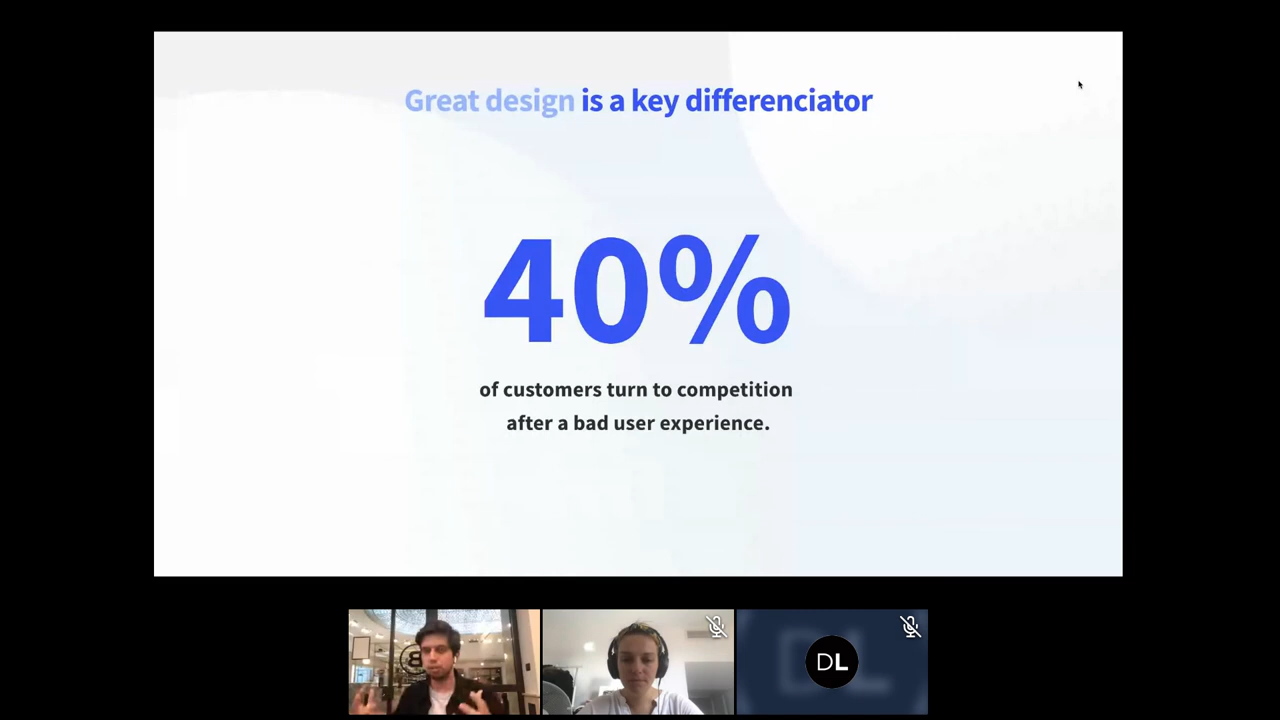 Great design is a key differenciator
40%
of customers turn to competition
after a bad user experience.
DL